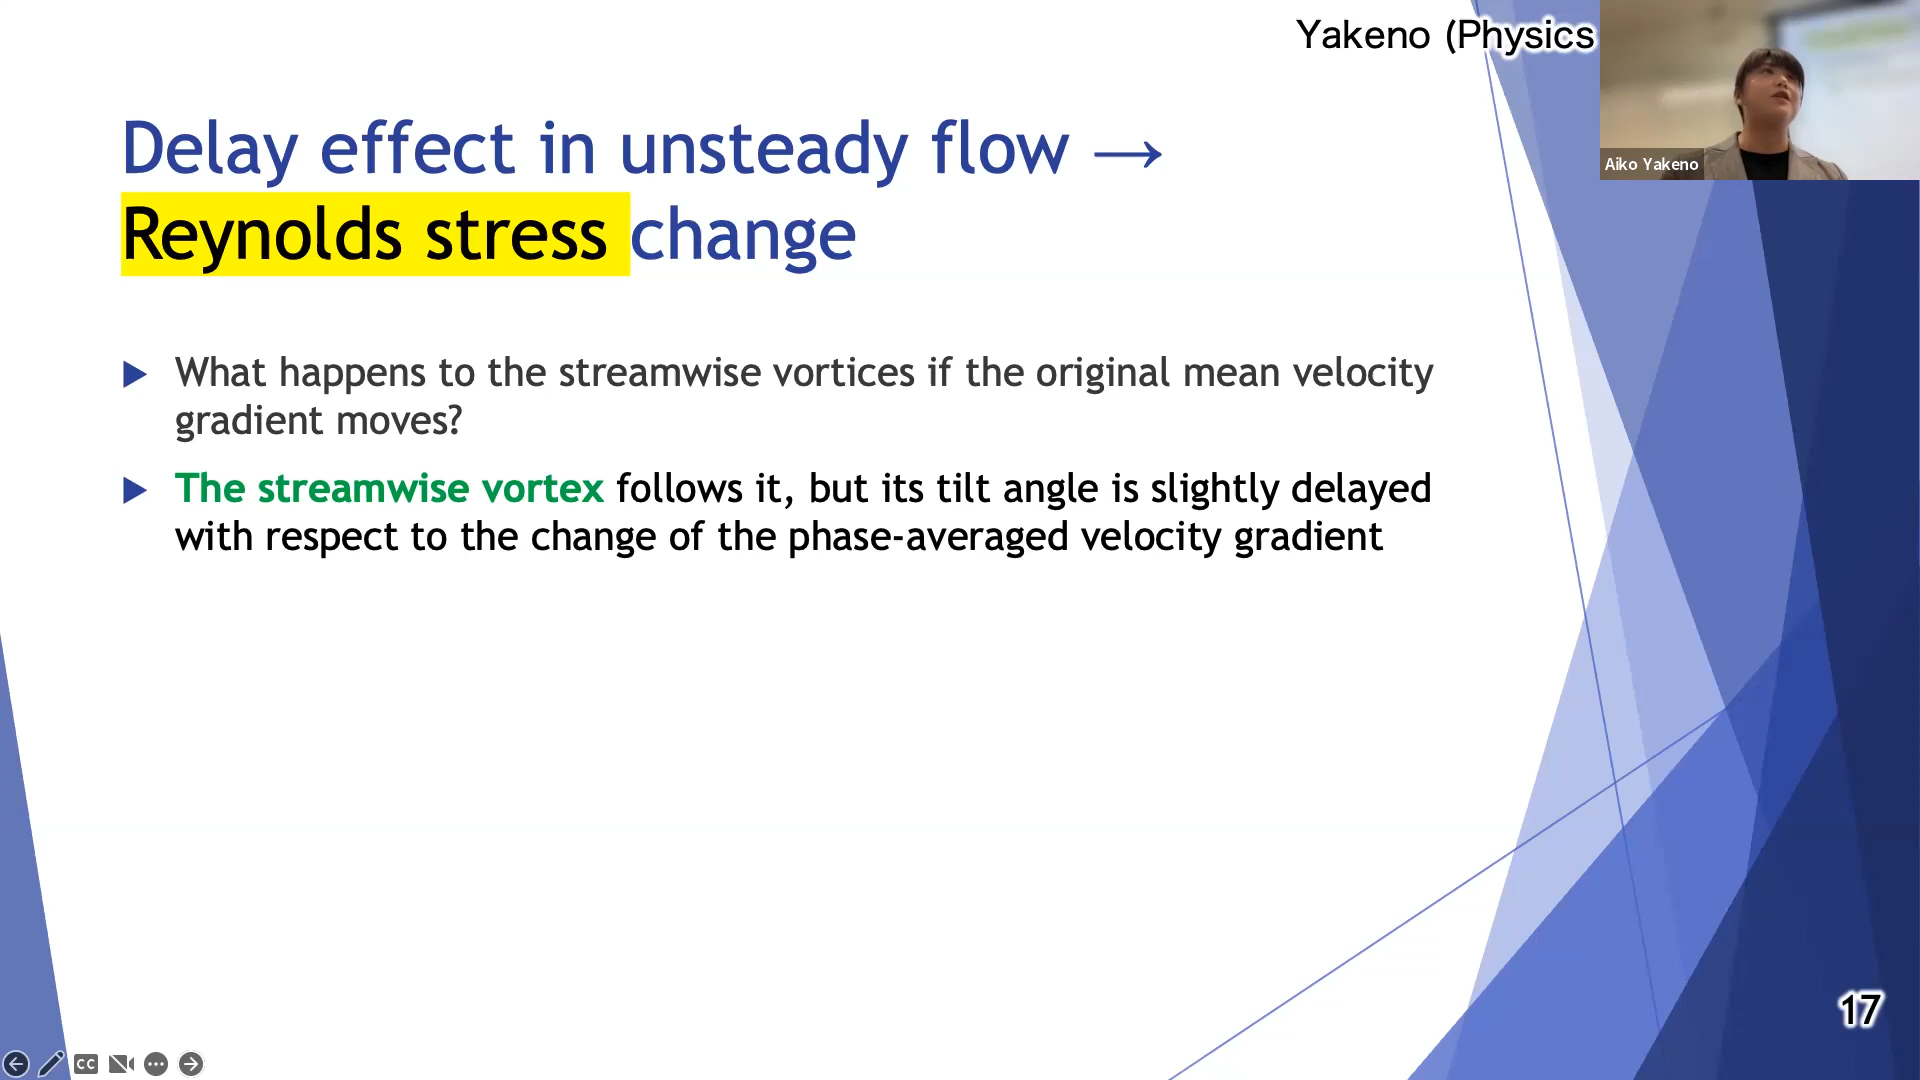 Yakeno (Physics
Aiko Yakeno
Delay effect in unsteady flow →
Reynolds stress change
What happens to the streamwise vortices if the original mean velocity
gradient moves?
The streamwise vortex follows it, but its tilt angle is slightly delayed
with respect to the change of the phase-averaged velocity gradient
17
CC